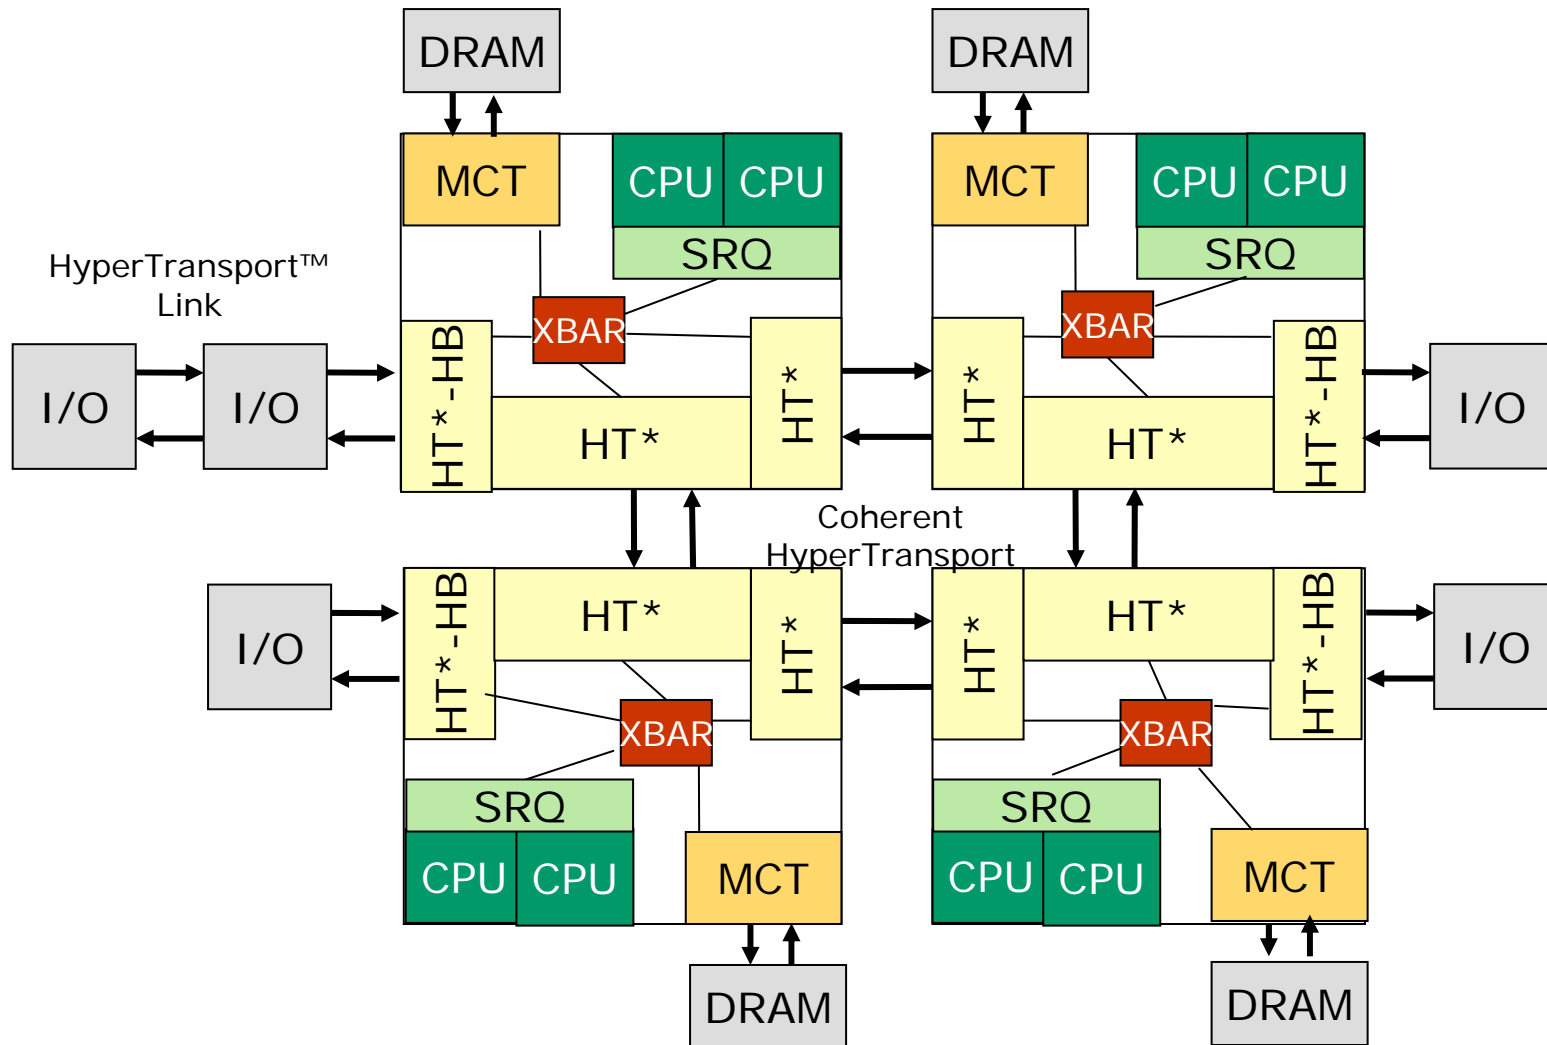 DRAM
DRAM
MCT
CPU
CPU
MCT
CPU
CPU
SRQ
SRQ
HyperTransport™
Link
XBAR
XBAR
I/O
I/O
HT*-HB
HT*
HT*
HT*
HT*
HT*-HB
I/O
Coherent
HyperTransport
I/O
HT*-HB
HT*
HT*
HT*
HT*
HT*-HB
I/O
XBAR
XBAR
SRQ
SRQ
CPU
CPU
MCT
CPU
CPU
MCT
DRAM
DRAM